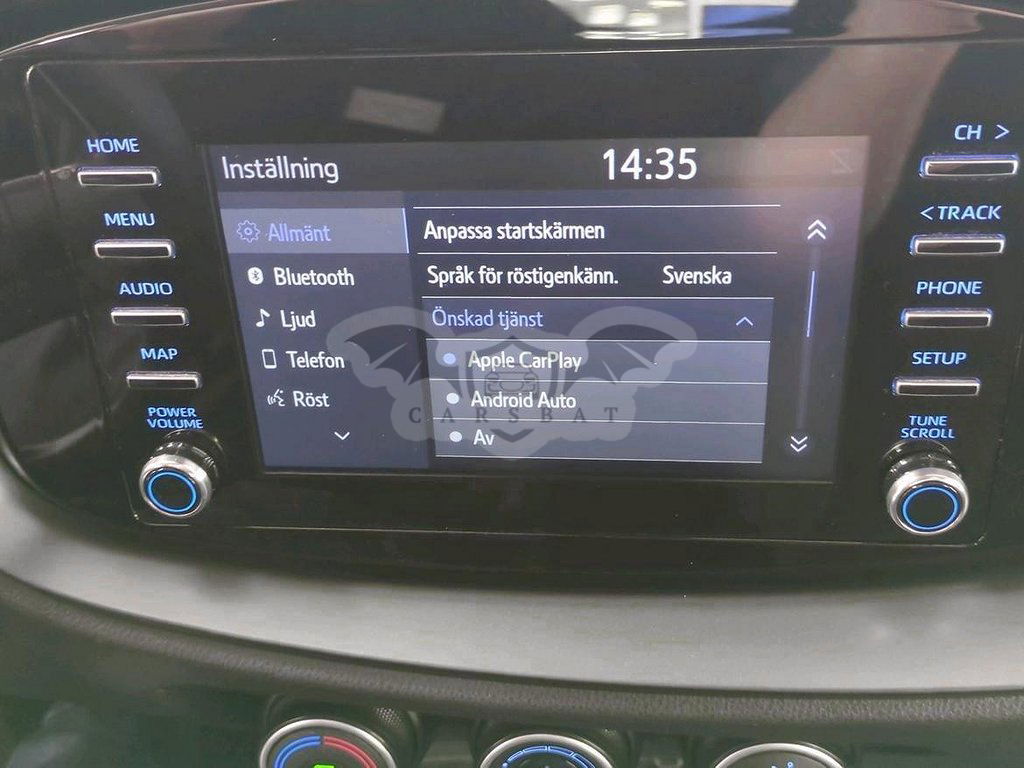 HOME
MENU
AUDIO
MAP
POWER
VOLUME
Inställning 14:35
Allmänt
Bluetooth
Ljud
Telefon
Röst
Anpassa startskärmen
Språk för röstigenkänn. Svenska
Önskad tjänst
Apple CarPlay
Android Auto
Av
CARSBAT
CH >
< TRACK
PHONE
SETUP
TUNE
SCROLL